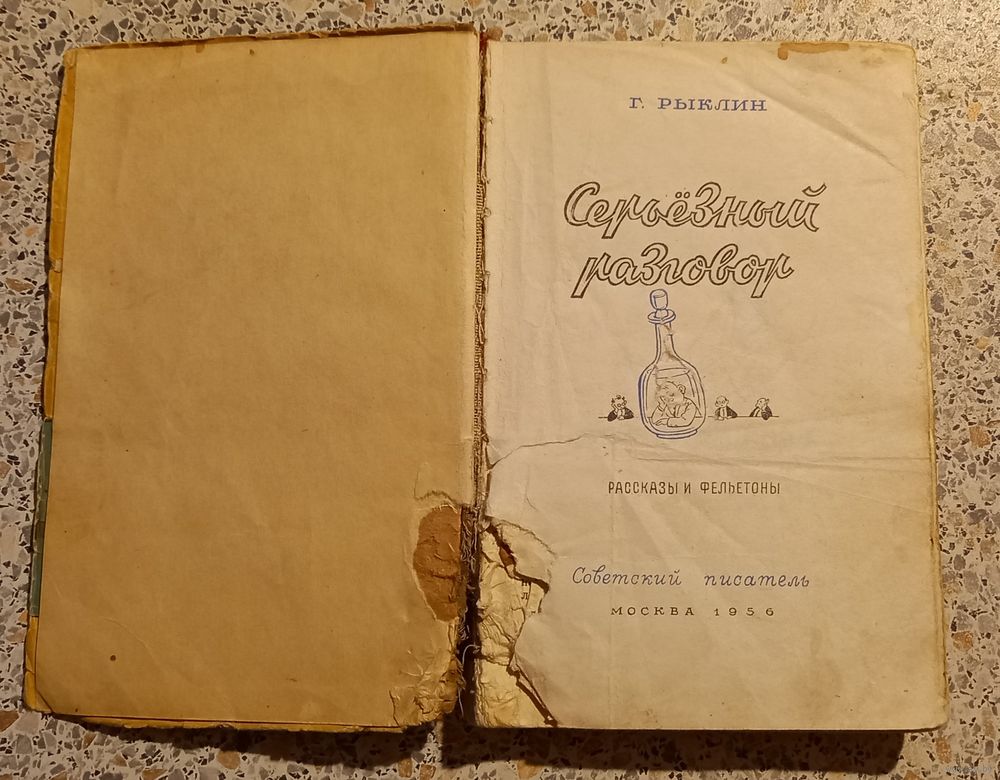 Г. РЫКЛИН
Серьёзный
разговор
РАССКАЗЫ И ФЕЛЬЕТОНЫ
Советский писатель
МОСКВА 1956